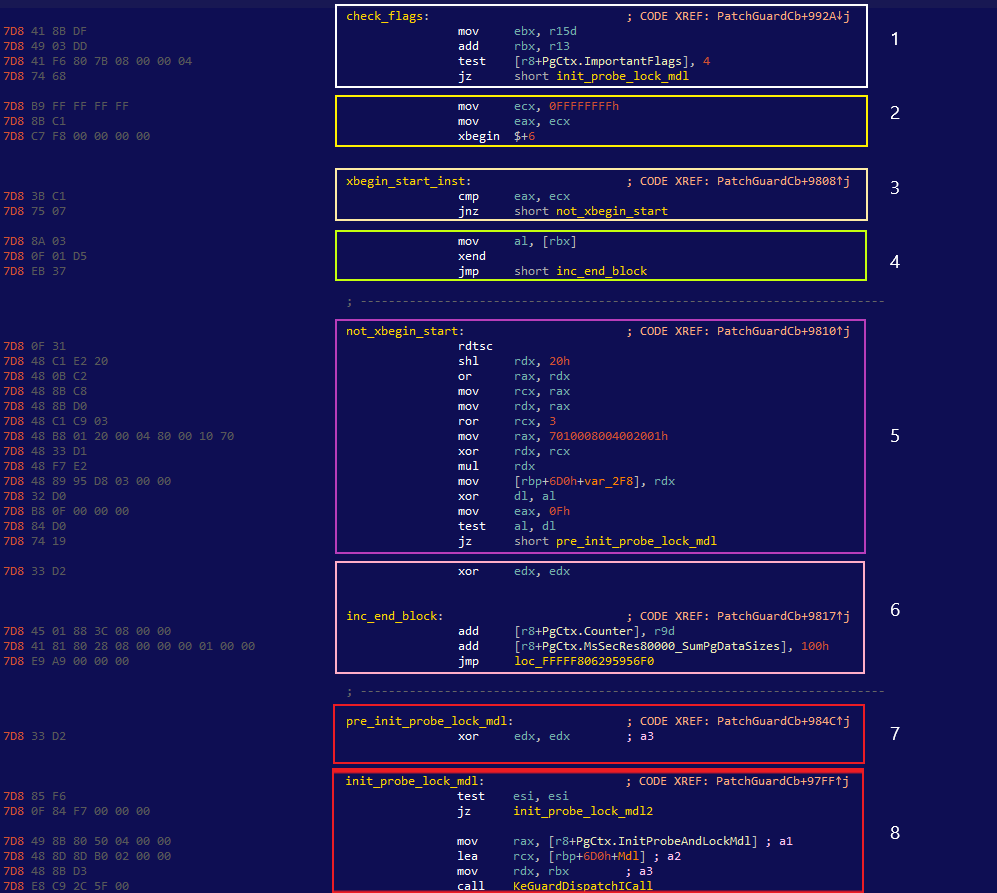 check_flags: ; CODE XREF: PatchGuardCb+992A↓j 1
7D8 41 8B DF mov ebx, r15d
7D8 49 03 DD add rbx, r13
7D8 41 F6 80 7B 08 00 00 04 test [r8+PgCtx.ImportantFlags], 4
7D8 74 68 jz short init_probe_lock_mdl
7D8 B9 FF FF FF FF mov ecx, 0FFFFFFFFh 2
7D8 8B C1 mov eax, ecx
7D8 C7 F8 00 00 00 00 xbegin $+6
xbegin_start_inst: ; CODE XREF: PatchGuardCb+9808↑j 3
7D8 3B C1 cmp eax, ecx
7D8 75 07 jnz short not_xbegin_start
7D8 8A 03 mov al, [rbx]
7D8 0F 01 D5 xend 4
7D8 EB 37 jmp short inc_end_block
; ---------------------------------------------------------------------------
not_xbegin_start: ; CODE XREF: PatchGuardCb+9810↑j
7D8 0F 31 rdtsc
7D8 48 C1 E2 20 shl rdx, 20h
7D8 48 0B C2 or rax, rdx
7D8 48 8B C8 mov rcx, rax
7D8 48 8B D0 mov rdx, rax
7D8 48 C1 C9 03 ror rcx, 3
7D8 48 B8 01 20 00 04 80 00 10 70 mov rax, 7010008004002001h 5
7D8 48 33 D1 xor rdx, rcx
7D8 48 F7 E2 mul rdx
7D8 48 89 95 D8 03 00 00 mov [rbp+6D0h+var_2F8], rdx
7D8 32 D0 xor dl, al
7D8 B8 0F 00 00 00 mov eax, 0Fh
7D8 84 D0 test al, dl
7D8 74 19 jz short pre_init_probe_lock_mdl
7D8 33 D2 xor edx, edx
inc_end_block: ; CODE XREF: PatchGuardCb+9817↑j 6
7D8 45 01 88 3C 08 00 00 add [r8+PgCtx.Counter], r9d
7D8 41 81 80 28 08 00 00 00 01 00 00 add [r8+PgCtx.MsSecRes80000_SumPgDataSizes], 100h
7D8 E9 A9 00 00 00 jmp loc_FFFFF806295956F0
; ---------------------------------------------------------------------------
pre_init_probe_lock_mdl: ; CODE XREF: PatchGuardCb+984C↑j
7D8 33 D2 xor edx, edx ; a3 7
init_probe_lock_mdl: ; CODE XREF: PatchGuardCb+97FF↑j
7D8 85 F6 test esi, esi
7D8 0F 84 F7 00 00 00 jz init_probe_lock_mdl2
7D8 49 8B 80 50 04 00 00 mov rax, [r8+PgCtx.InitProbeAndLockMdl] ; a1 8
7D8 48 8D 8D B0 02 00 00 lea rcx, [rbp+6D0h+Mdl] ; a2
7D8 48 8B D3 mov rdx, rbx ; a3
7D8 E8 C9 2C 5F 00 call KeGuardDispatchICall